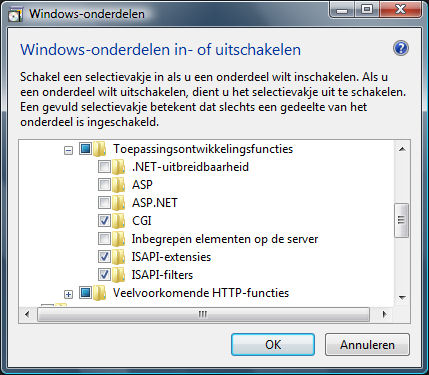 Windows-onderdelen
Windows-onderdelen in- of uitschakelen
Schakel een selectievakje in als u een onderdeel wilt inschakelen. Als u
een onderdeel wilt uitschakelen, dient u het selectievakje uit te schakelen.
Een gevuld selectievakje betekent dat slechts een gedeelte van het
onderdeel is ingeschakeld.
Toepassingsontwikkelingsfuncties
.NET-uitbreidbaarheid
ASP
ASP.NET
CGI
Inbegrepen elementen op de server
ISAPI-extensies
ISAPI-filters
Veelvoorkomende HTTP-functies
OK
Annuleren